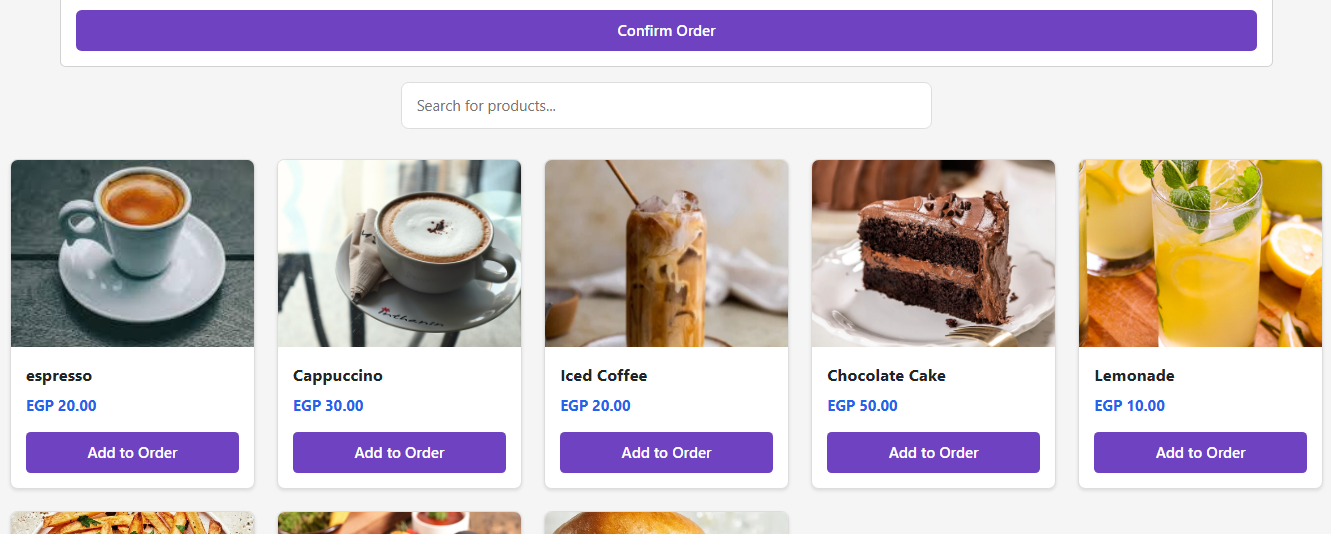 Confirm Order
Search for products...
espresso
EGP 20.00
Add to Order
Cappuccino
EGP 30.00
Add to Order
Iced Coffee
EGP 20.00
Add to Order
Chocolate Cake
EGP 50.00
Add to Order
Lemonade
EGP 10.00
Add to Order